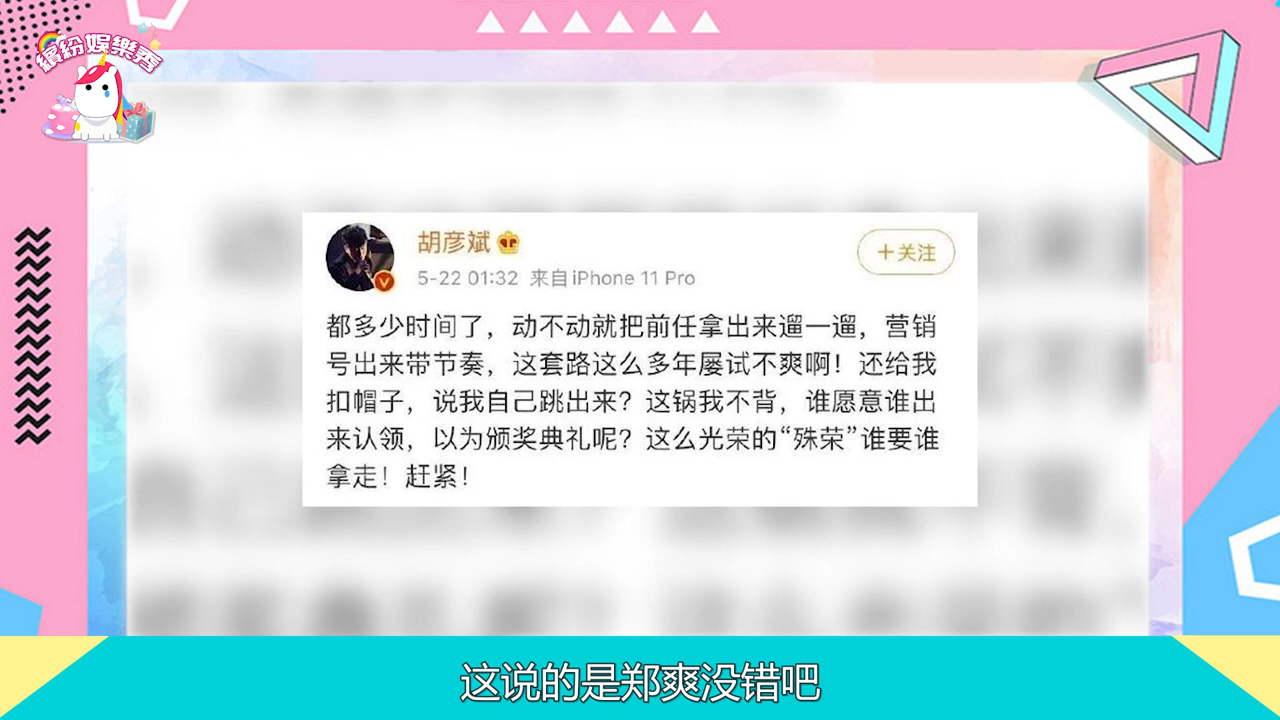 繽紛娛樂秀
胡彦斌
5-22 01:32 来自iPhone 11 Pro
+关注
都多少时间了，动不动就把前任拿出来遛一遛，营销
号出来带节奏，这套路这么多年屡试不爽啊！还给我
扣帽子，说我自己跳出来？这锅我不背，谁愿意谁出
来认领，以为颁奖典礼呢？这么光荣的“殊荣”谁要谁
拿走！赶紧！
这说的是郑爽没错吧